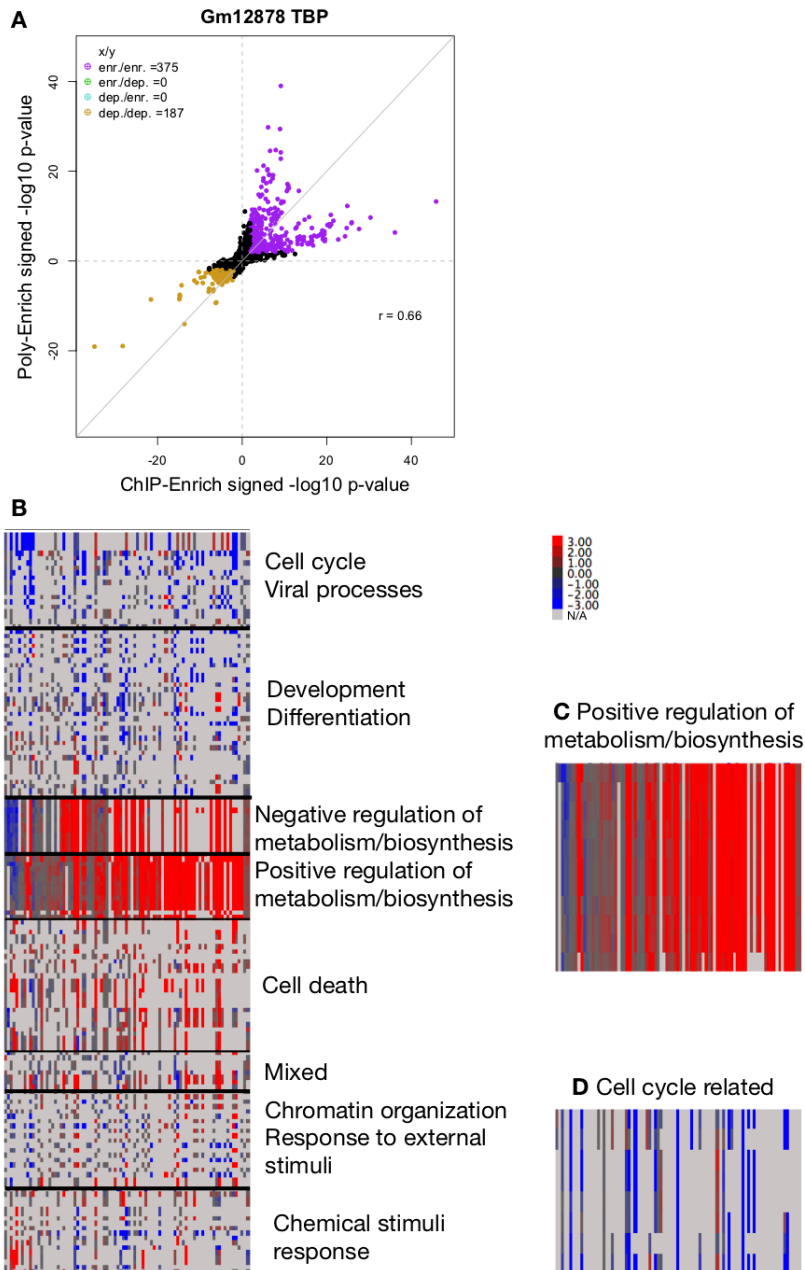 A
Gm12878 TBP
x/y
enr./enr. =375
enr./dep. =0
dep./enr. =0
dep./dep. =187
40
20
0
-20
Poly-Enrich signed -log10 p-value
r = 0.66
-20
0
20
40
ChIP-Enrich signed -log10 p-value
B
Cell cycle
Viral processes
Development
Differentiation
Negative regulation of
metabolism/biosynthesis
Positive regulation of
metabolism/biosynthesis
Cell death
Mixed
Chromatin organization
Response to external
stimuli
Chemical stimuli
response
3.00
2.00
1.00
0.00
-1.00
-2.00
-3.00
N/A
C Positive regulation of
metabolism/biosynthesis
D Cell cycle related